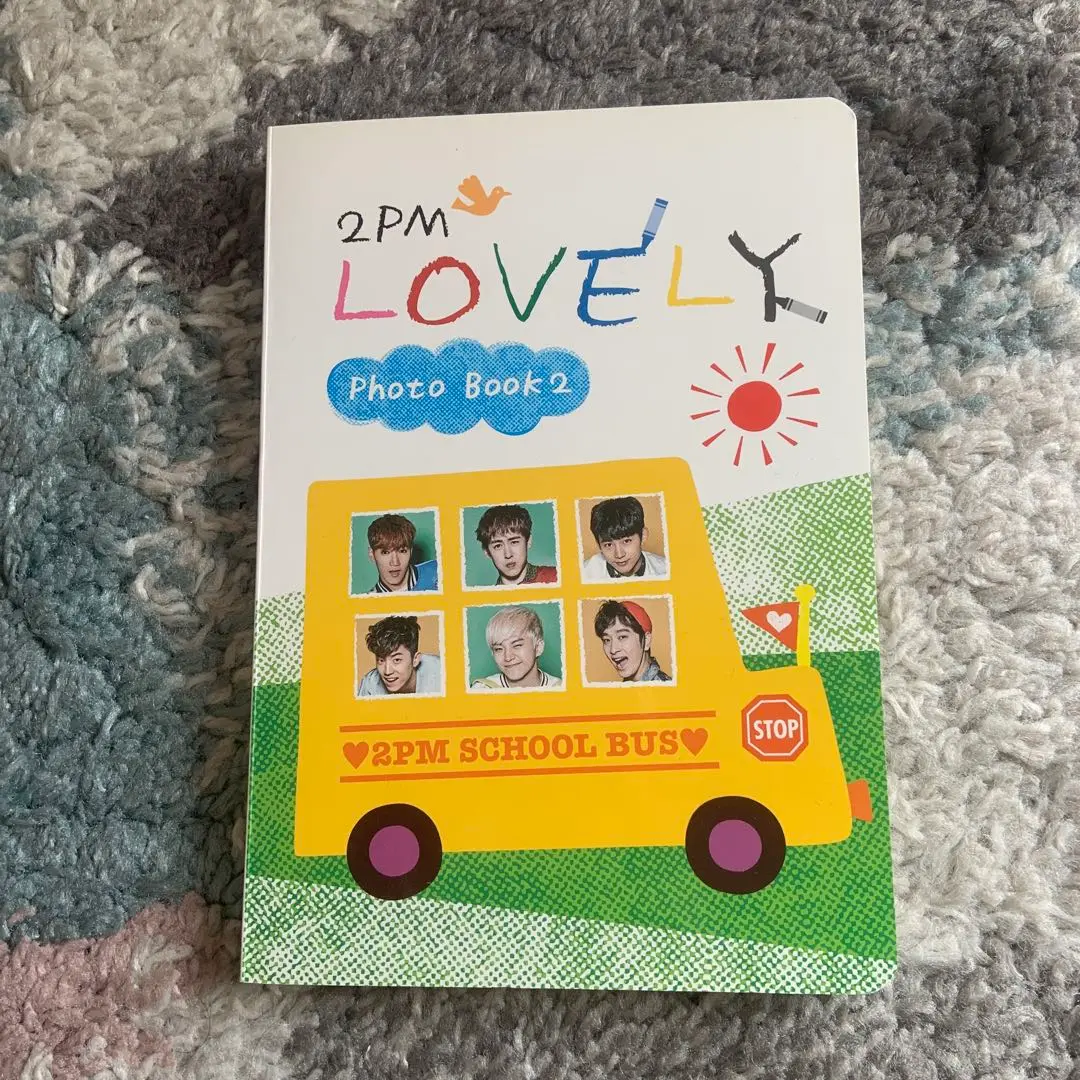 2PM
LOVELY
Photo Book 2
♥2PM SCHOOL BUS♥
STOP